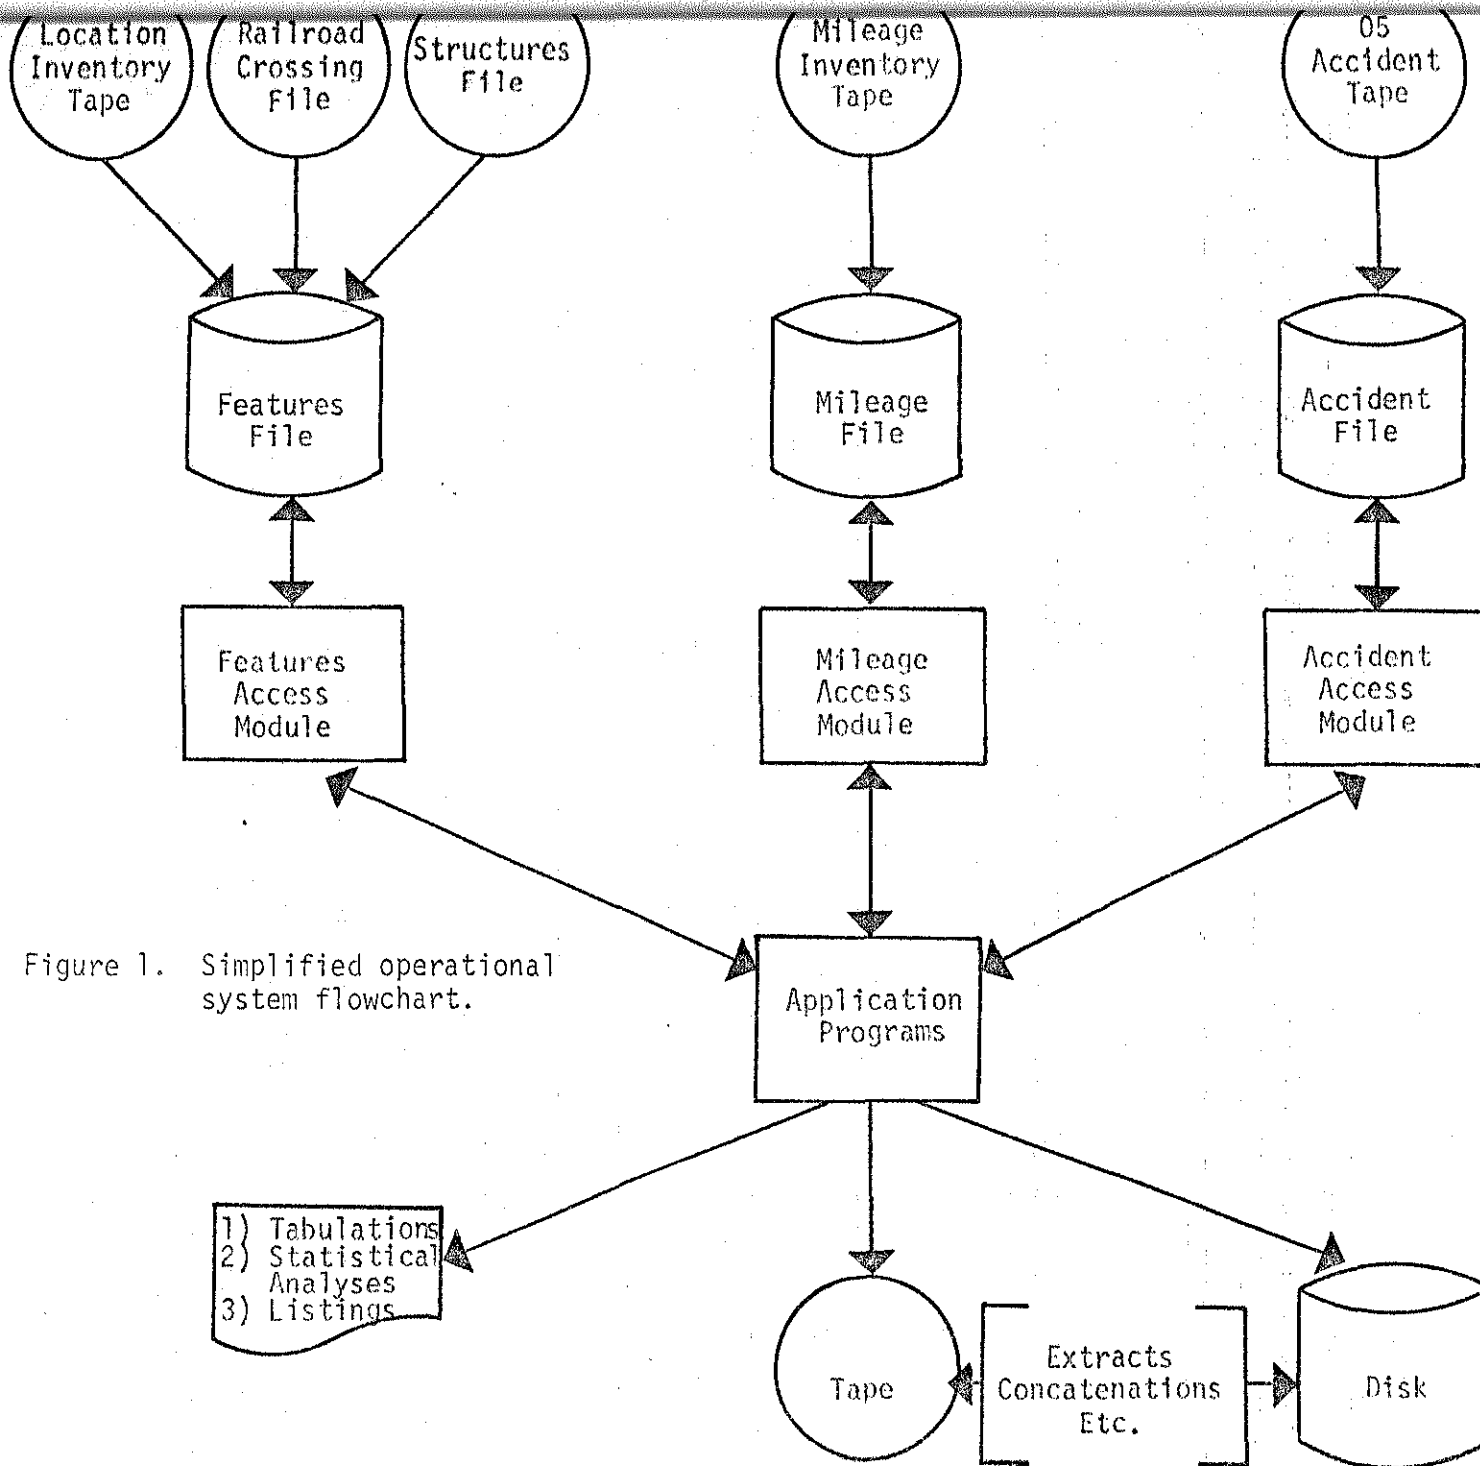 Location
Inventory
Tape
Railroad
Crossing
File
Structures
File
Mileage
Inventory
Tape
05
Accident
Tape
Features
File
Mileage
File
Accident
File
Features
Access
Module
Mileage
Access
Module
Accident
Access
Module
Figure 1. Simplified operational
system flowchart.
Application
Programs
1) Tabulations
2) Statistical
Analyses
3) Listings
Tape
Extracts
Concatenations
Etc.
Disk